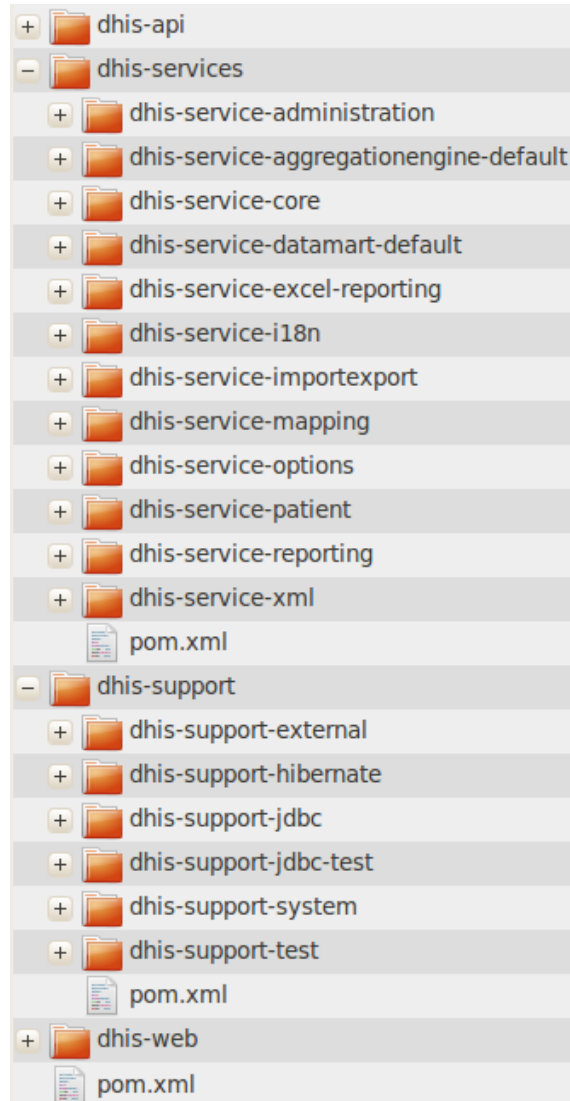 dhis-api
dhis-services
dhis-service-administration
dhis-service-aggregationengine-default
dhis-service-core
dhis-service-datamart-default
dhis-service-excel-reporting
dhis-service-i18n
dhis-service-importexport
dhis-service-mapping
dhis-service-options
dhis-service-patient
dhis-service-reporting
dhis-service-xml
pom.xml
dhis-support
dhis-support-external
dhis-support-hibernate
dhis-support-jdbc
dhis-support-jdbc-test
dhis-support-system
dhis-support-test
pom.xml
dhis-web
pom.xml